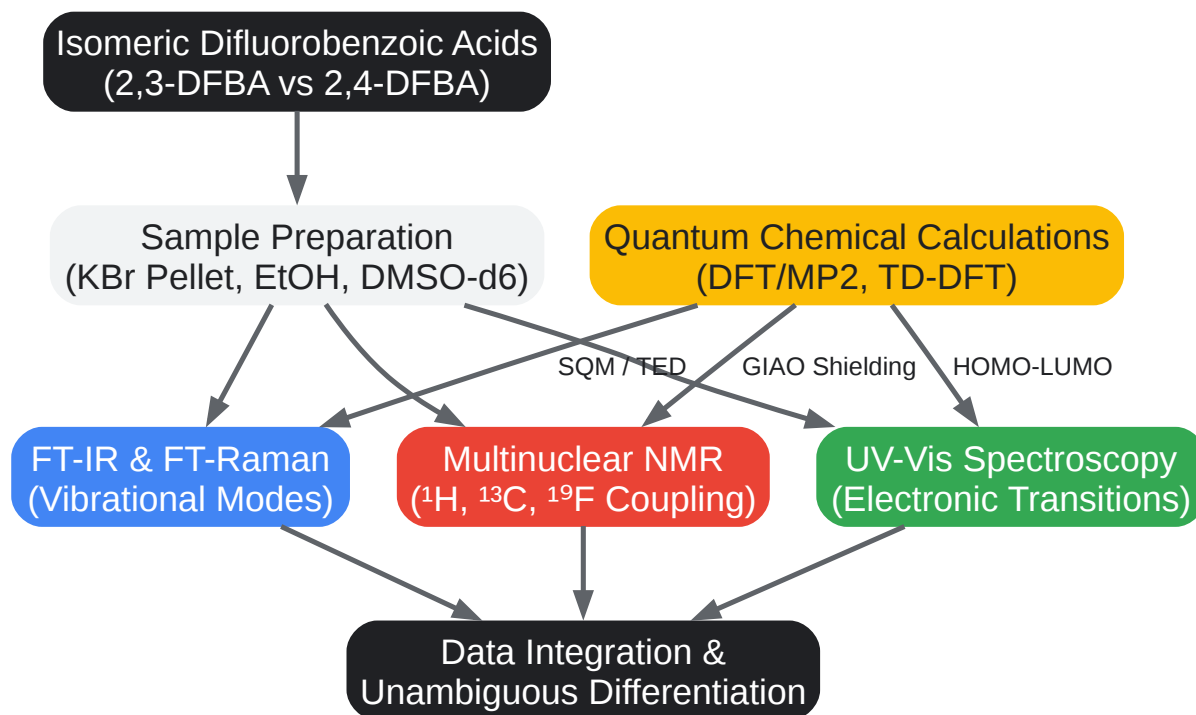 Isomeric Difluorobenzoic Acids
(2,3-DFBA vs 2,4-DFBA)
Sample Preparation
(KBr Pellet, EtOH, DMSO-d6)
Quantum Chemical Calculations
(DFT/MP2, TD-DFT)
SQM / TED
GIAO Shielding
HOMO-LUMO
FT-IR & FT-Raman
(Vibrational Modes)
Multinuclear NMR
(¹H, ¹³C, ¹⁹F Coupling)
UV-Vis Spectroscopy
(Electronic Transitions)
Data Integration &
Unambiguous Differentiation